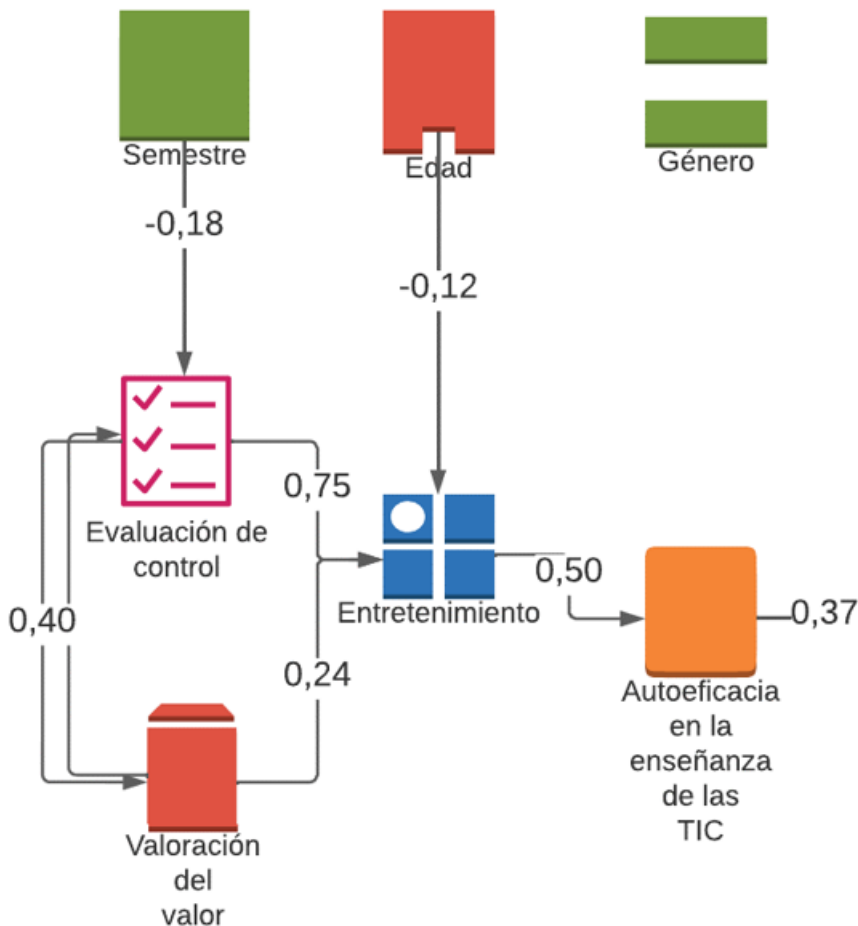 Semestre
Edad
Género
-0,18
-0,12
0,75
Evaluación de
control
0,50
Entretenimiento
0,40
0,37
0,24
Autoeficacia
en la
enseñanza
de las
TIC
Valoración
del
valor